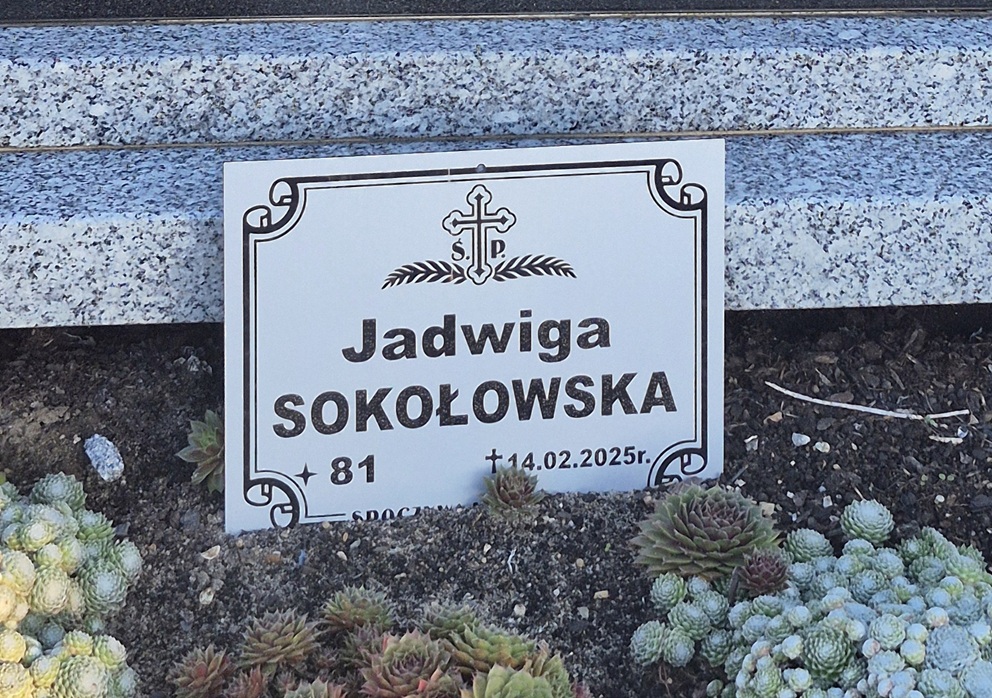 Ś. P.
Jadwiga
SOKOŁOWSKA
81 †14.02.2025r.